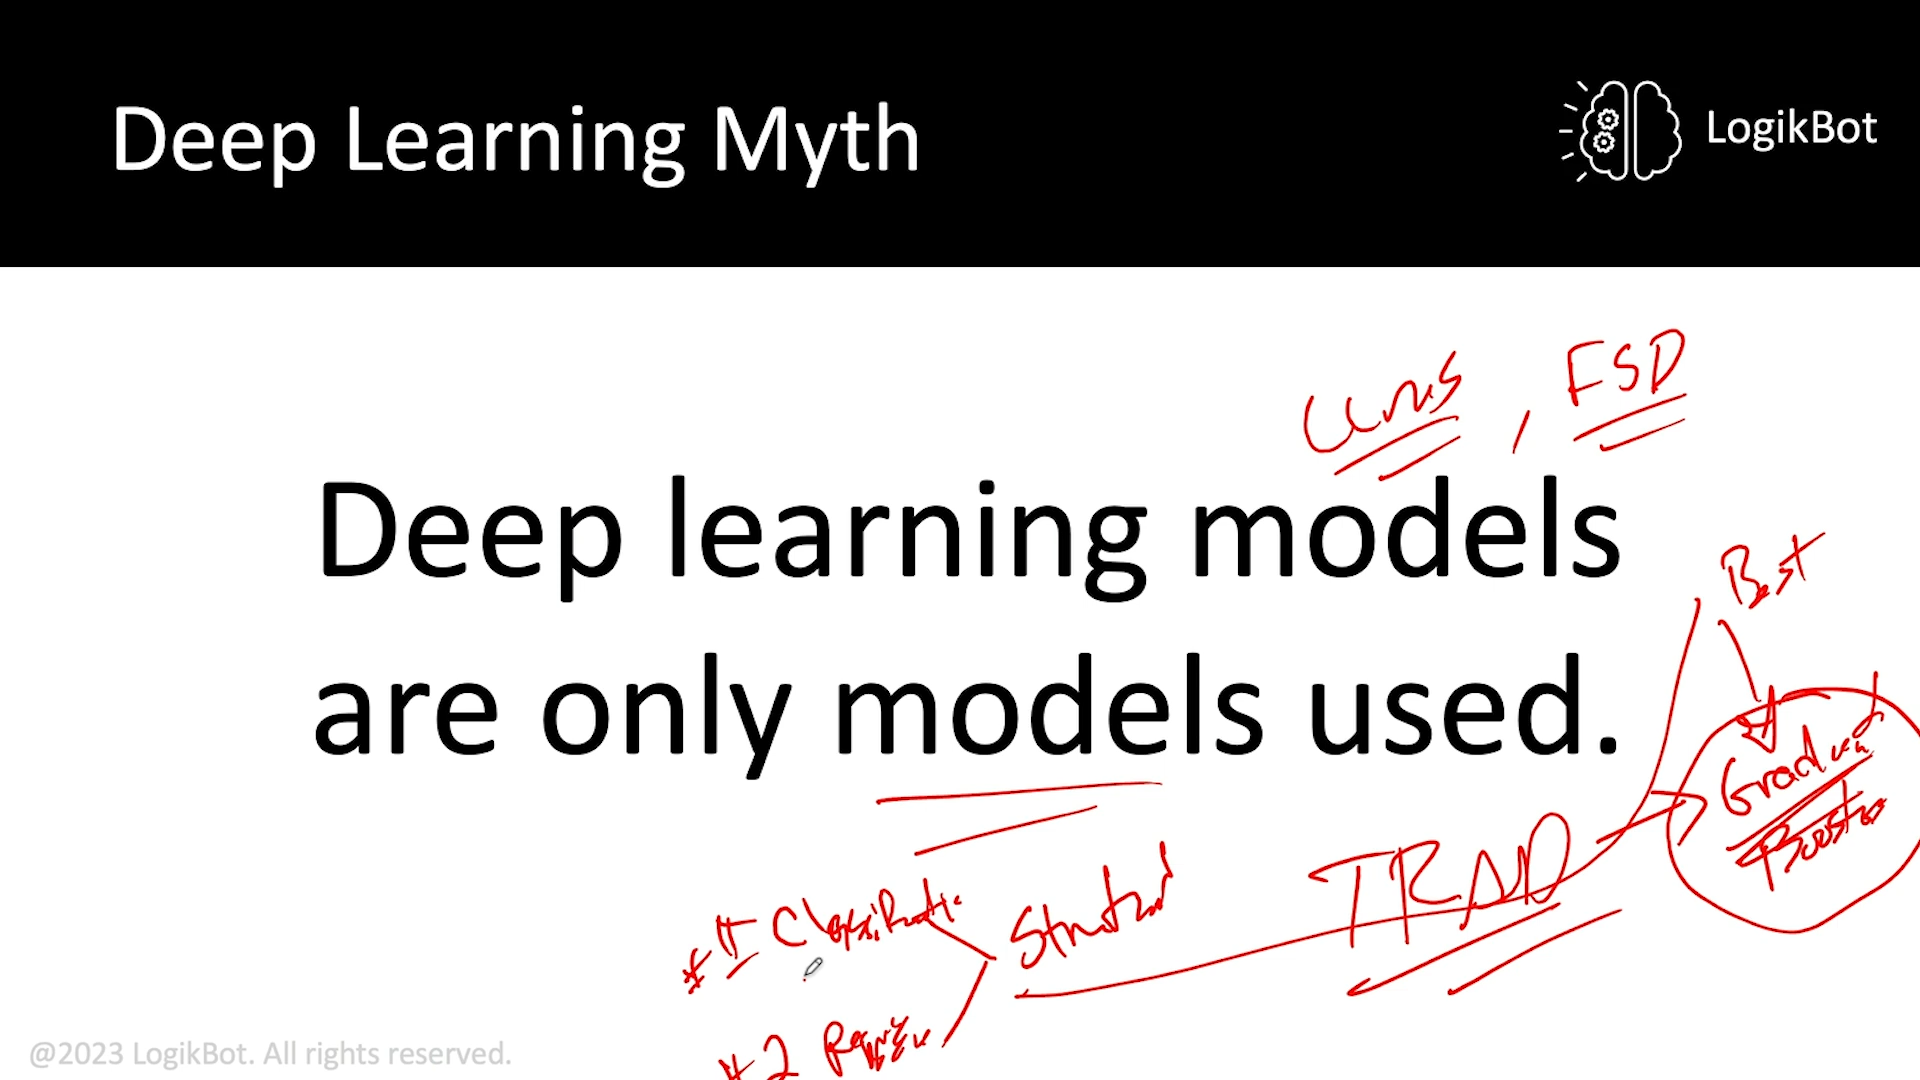 Deep Learning Myth
LogikBot
LLMs, FSD
Deep learning models
Best
are only models used.
Gradient
Boosting
TRAD
Structured
#1 Classification
#2 Regression
@2023 LogikBot. All rights reserved.